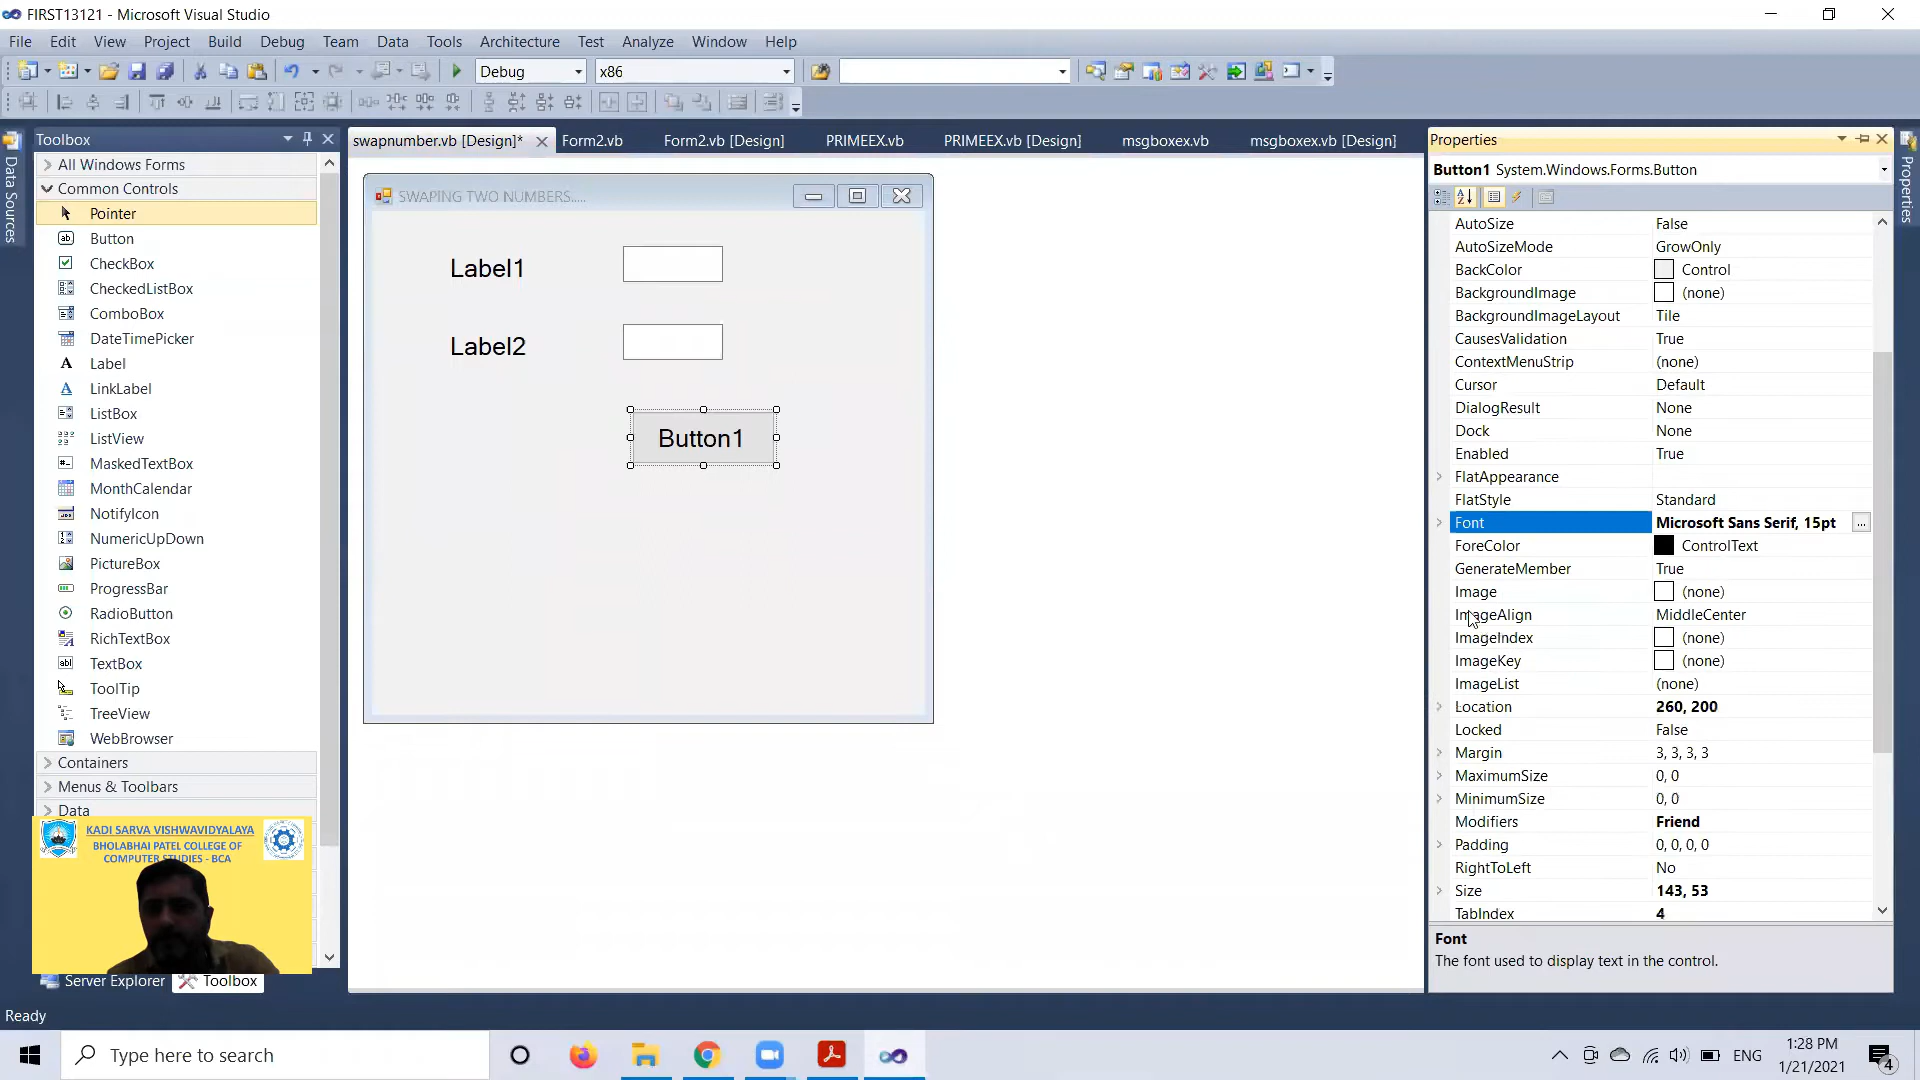 FIRST13121 - Microsoft Visual Studio
File Edit View Project Build Debug Team Data Tools Architecture Test Analyze Window Help
Debug x86
Data Sources
Toolbox
All Windows Forms
Common Controls
Pointer
Button
CheckBox
CheckedListBox
ComboBox
DateTimePicker
Label
LinkLabel
ListBox
ListView
MaskedTextBox
MonthCalendar
NotifyIcon
NumericUpDown
PictureBox
ProgressBar
RadioButton
RichTextBox
TextBox
ToolTip
TreeView
WebBrowser
Containers
Menus & Toolbars
Data
KADI SARVA VISHWAVIDYALAYA
BHOLABHAI PATEL COLLEGE OF
COMPUTER STUDIES - BCA
Server Explorer Toolbox
swapnumber.vb [Design]* Form2.vb Form2.vb [Design] PRIMEEX.vb PRIMEEX.vb [Design] msgboxex.vb msgboxex.vb [Design]
SWAPING TWO NUMBERS.....
Label1
Label2
Button1
Properties
Button1 System.Windows.Forms.Button
AutoSize False
AutoSizeMode GrowOnly
BackColor Control
BackgroundImage (none)
BackgroundImageLayout Tile
CausesValidation True
ContextMenuStrip (none)
Cursor Default
DialogResult None
Dock None
Enabled True
FlatAppearance
FlatStyle Standard
Font Microsoft Sans Serif, 15pt ...
ForeColor ControlText
GenerateMember True
Image (none)
ImageAlign MiddleCenter
ImageIndex (none)
ImageKey (none)
ImageList (none)
Location 260, 200
Locked False
Margin 3, 3, 3, 3
MaximumSize 0, 0
MinimumSize 0, 0
Modifiers Friend
Padding 0, 0, 0, 0
RightToLeft No
Size 143, 53
TabIndex 4
Font
The font used to display text in the control.
Properties
Ready
Type here to search
ENG
1:28 PM
1/21/2021
4